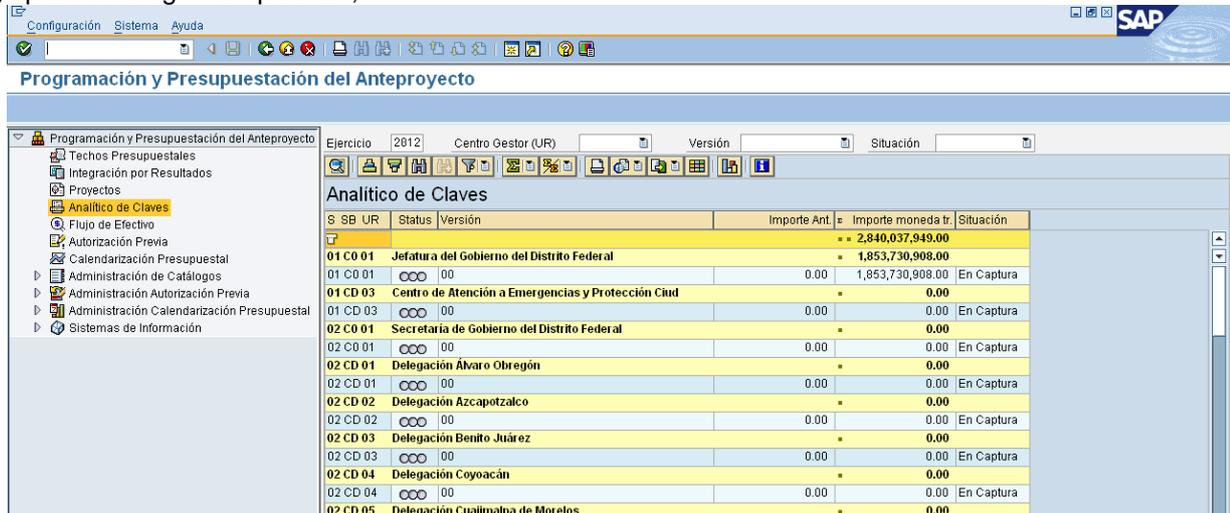 Configuración Sistema Ayuda
SAP
Programación y Presupuestación del Anteproyecto
Programación y Presupuestación del Anteproyecto
Techos Presupuestales
Integración por Resultados
Proyectos
Analítico de Claves
Flujo de Efectivo
Autorización Previa
Calendarización Presupuestal
Administración de Catálogos
Administración Autorización Previa
Administración Calendarización Presupuestal
Sistemas de Información
Ejercicio 2012 Centro Gestor (UR) Versión Situación
Analítico de Claves
S SB UR Status Versión Importe Ant. Importe moneda tr. Situación
2,840,037,949.00
01 C0 01 Jefatura del Gobierno del Distrito Federal 1,853,730,908.00
01 C0 01 00 0.00 1,853,730,908.00 En Captura
01 CD 03 Centro de Atención a Emergencias y Protección Ciud 0.00
01 CD 03 00 0.00 0.00 En Captura
02 C0 01 Secretaría de Gobierno del Distrito Federal 0.00
02 C0 01 00 0.00 0.00 En Captura
02 CD 01 Delegación Álvaro Obregón 0.00
02 CD 01 00 0.00 0.00 En Captura
02 CD 02 Delegación Azcapotzalco 0.00
02 CD 02 00 0.00 0.00 En Captura
02 CD 03 Delegación Benito Juárez 0.00
02 CD 03 00 0.00 0.00 En Captura
02 CD 04 Delegación Coyoacán 0.00
02 CD 04 00 0.00 0.00 En Captura
02 CD 05 Delegación Cuajimalpa de Morelos 0.00